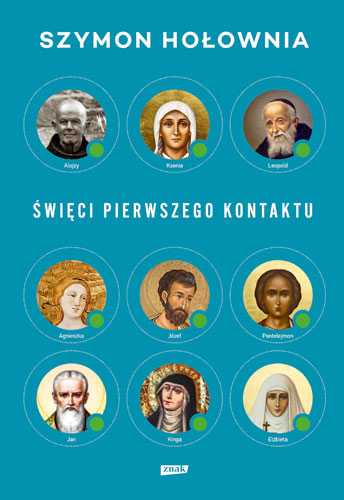 SZYMON HOŁOWNIA
Alojzy
Ksenia
Leopold
ŚWIĘCI PIERWSZEGO KONTAKTU
Agnieszka
Józef
Pantelejmon
Jan
Kinga
Elżbieta
znak